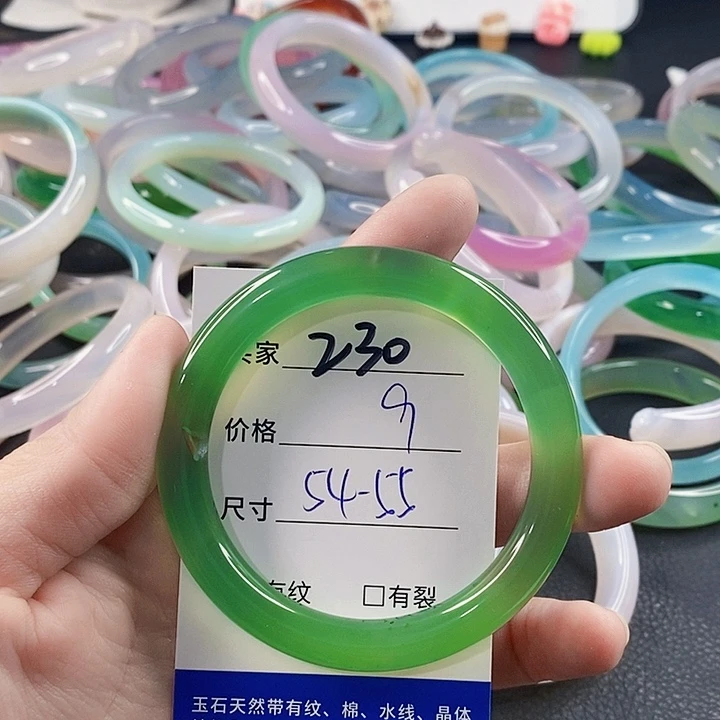 家 230
价格 9
尺寸 54-55
有纹 □有裂
玉石天然带有纹、棉、水线、晶体